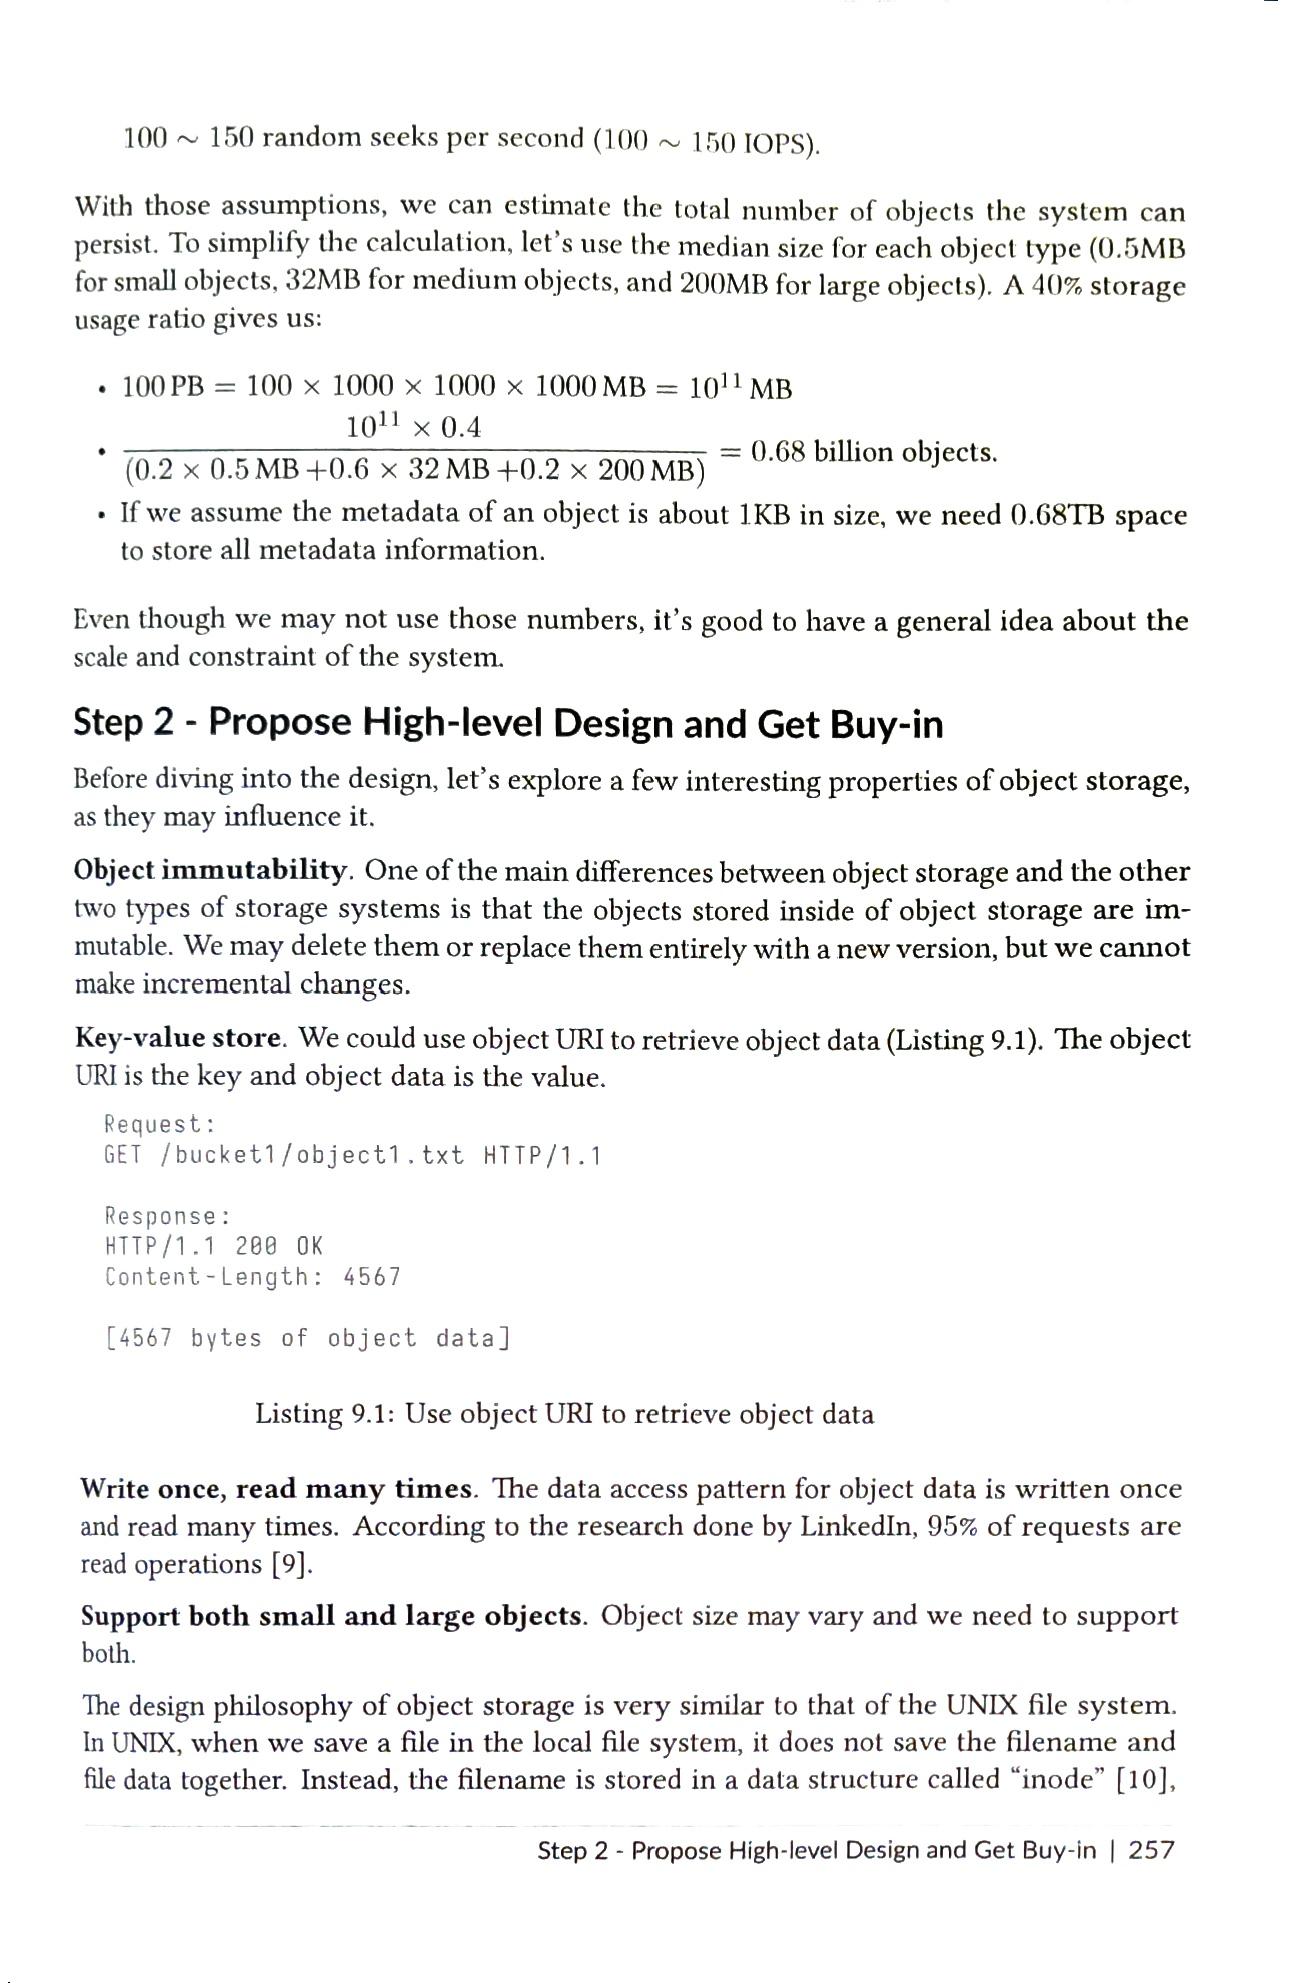 100 ∼ 150 random seeks per second (100 ∼ 150 IOPS).
With those assumptions, we can estimate the total number of objects the system can
persist. To simplify the calculation, let's use the median size for each object type (0.5MB
for small objects, 32MB for medium objects, and 200MB for large objects). A 40% storage
usage ratio gives us:
• 100 PB = 100 × 1000 × 1000 × 1000 MB = 10¹¹ MB
10¹¹ × 0.4
• (0.2 × 0.5 MB +0.6 × 32 MB +0.2 × 200 MB) = 0.68 billion objects.
• If we assume the metadata of an object is about 1KB in size, we need 0.68TB space
to store all metadata information.
Even though we may not use those numbers, it's good to have a general idea about the
scale and constraint of the system.
Step 2 - Propose High-level Design and Get Buy-in
Before diving into the design, let's explore a few interesting properties of object storage,
as they may influence it.
Object immutability. One of the main differences between object storage and the other
two types of storage systems is that the objects stored inside of object storage are im-
mutable. We may delete them or replace them entirely with a new version, but we cannot
make incremental changes.
Key-value store. We could use object URI to retrieve object data (Listing 9.1). The object
URI is the key and object data is the value.
Request:
GET /bucket1/object1.txt HTTP/1.1
Response:
HTTP/1.1 200 OK
Content-Length: 4567
[4567 bytes of object data]
Listing 9.1: Use object URI to retrieve object data
Write once, read many times. The data access pattern for object data is written once
and read many times. According to the research done by LinkedIn, 95% of requests are
read operations [9].
Support both small and large objects. Object size may vary and we need to support
both.
The design philosophy of object storage is very similar to that of the UNIX file system.
In UNIX, when we save a file in the local file system, it does not save the filename and
file data together. Instead, the filename is stored in a data structure called “inode” [10],
Step 2 - Propose High-level Design and Get Buy-in | 257